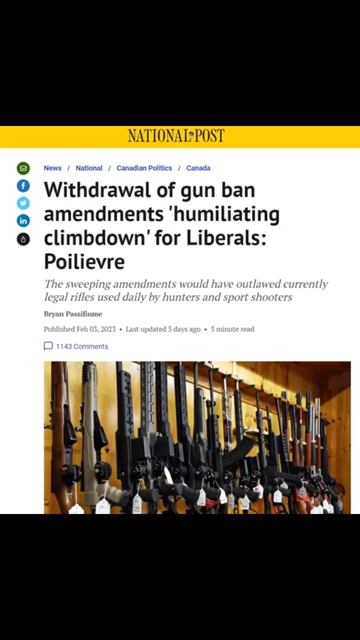 NATIONAL POST
News / National / Canadian Politics / Canada
Withdrawal of gun ban
amendments 'humiliating
climbdown' for Liberals:
Poilievre
The sweeping amendments would have outlawed currently
legal rifles used daily by hunters and sport shooters
Bryan Passifiume
Published Feb 03, 2023 • Last updated 5 days ago • 5 minute read
1143 Comments